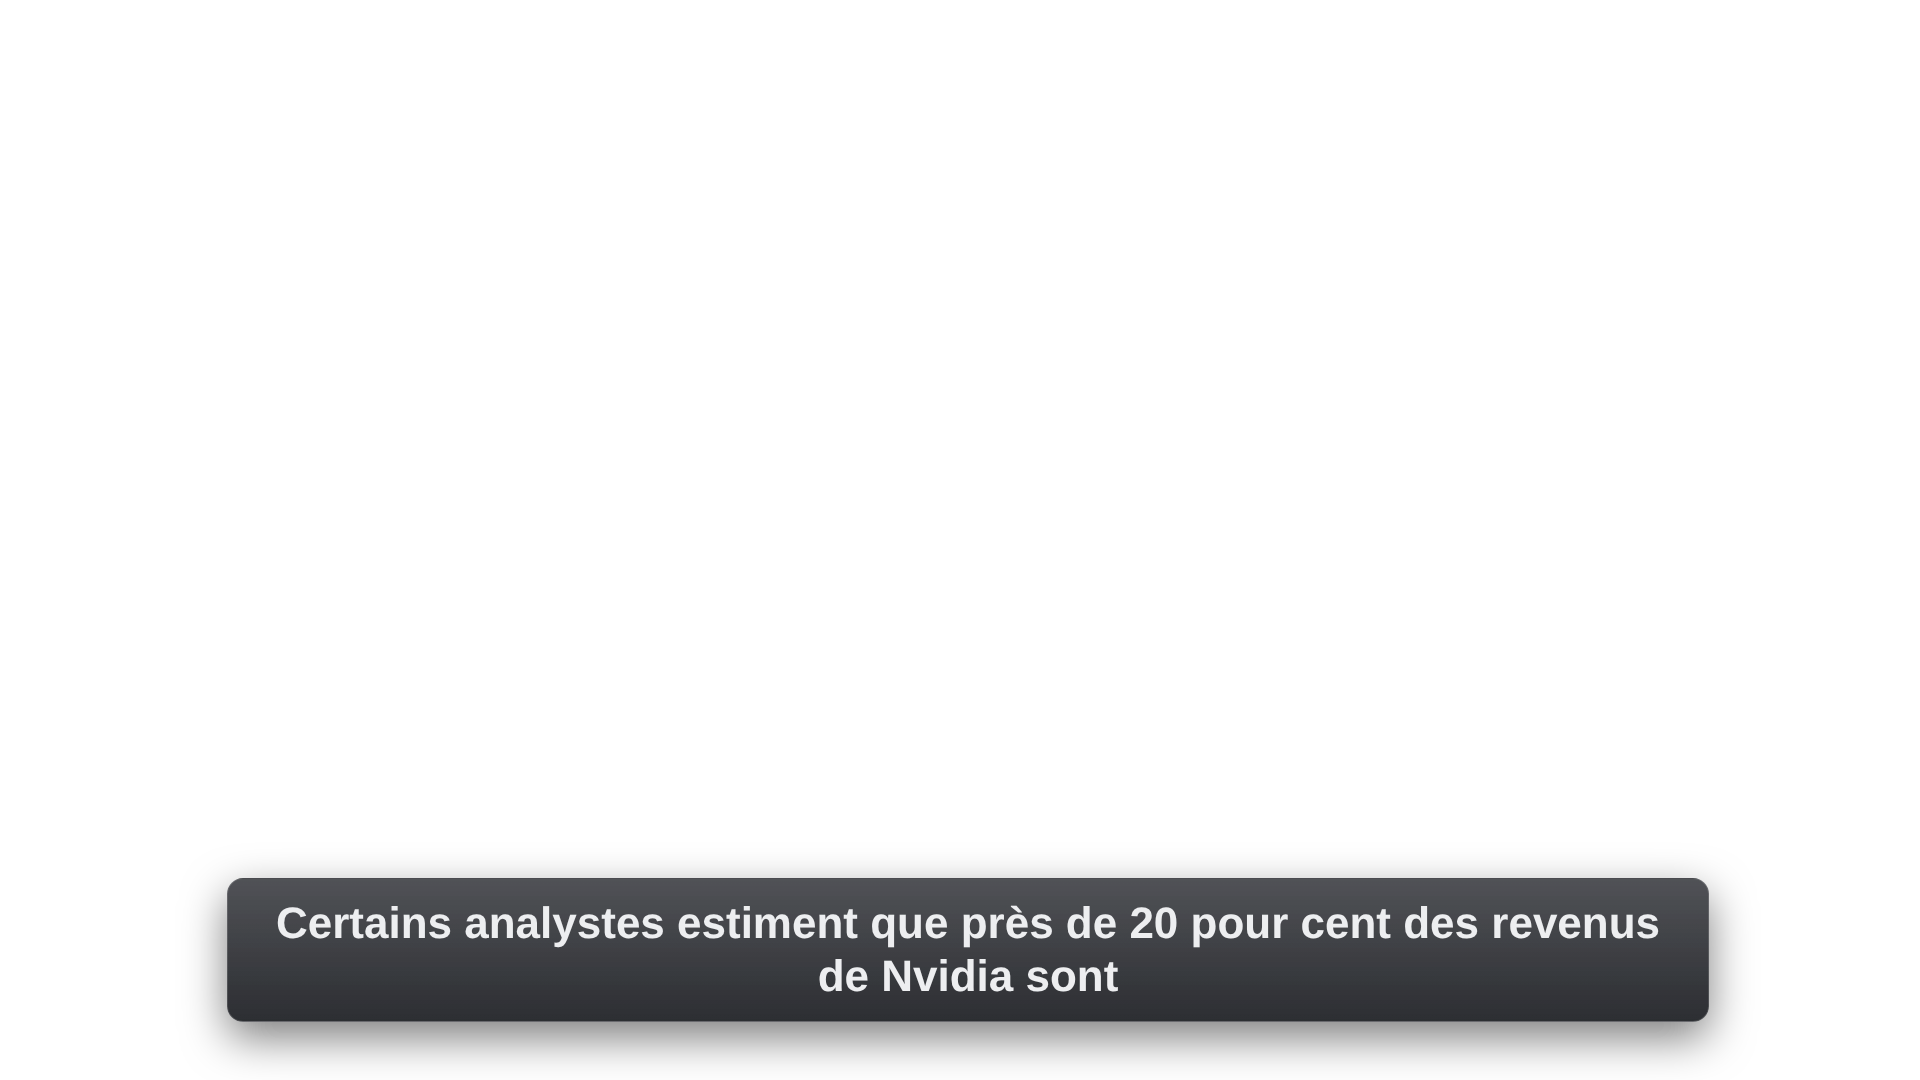 Certains analystes estiment que près de 20 pour cent des revenus
de Nvidia sont